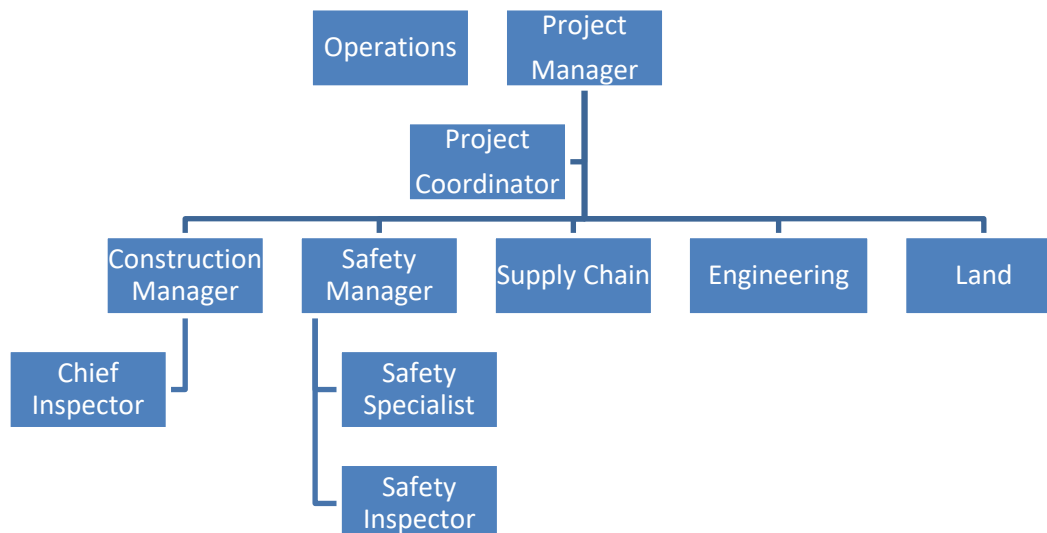 Operations
Project
Manager
Project
Coordinator
Construction
Manager
Safety
Manager
Supply Chain
Engineering
Land
Chief
Inspector
Safety
Specialist
Safety
Inspector